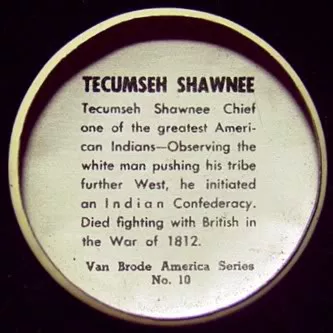 TECUMSEH SHAWNEE
Tecumseh Shawnee Chief
one of the greatest Ameri-
can Indians—Observing the
white man pushing his tribe
further West, he initiated
an Indian Confederacy.
Died fighting with British in
the War of 1812.
Van Brode America Series
No. 10